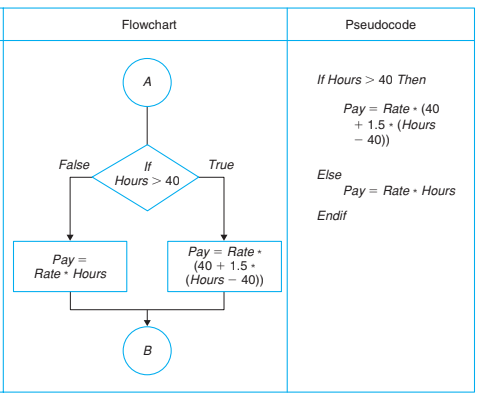 Flowchart
Pseudocode
A
If
Hours > 40
False
True
Pay =
Rate * Hours
Pay = Rate *
(40 + 1.5 *
(Hours − 40))
B
If Hours > 40 Then
Pay = Rate * (40
+ 1.5 * (Hours
− 40))
Else
Pay = Rate * Hours
Endif